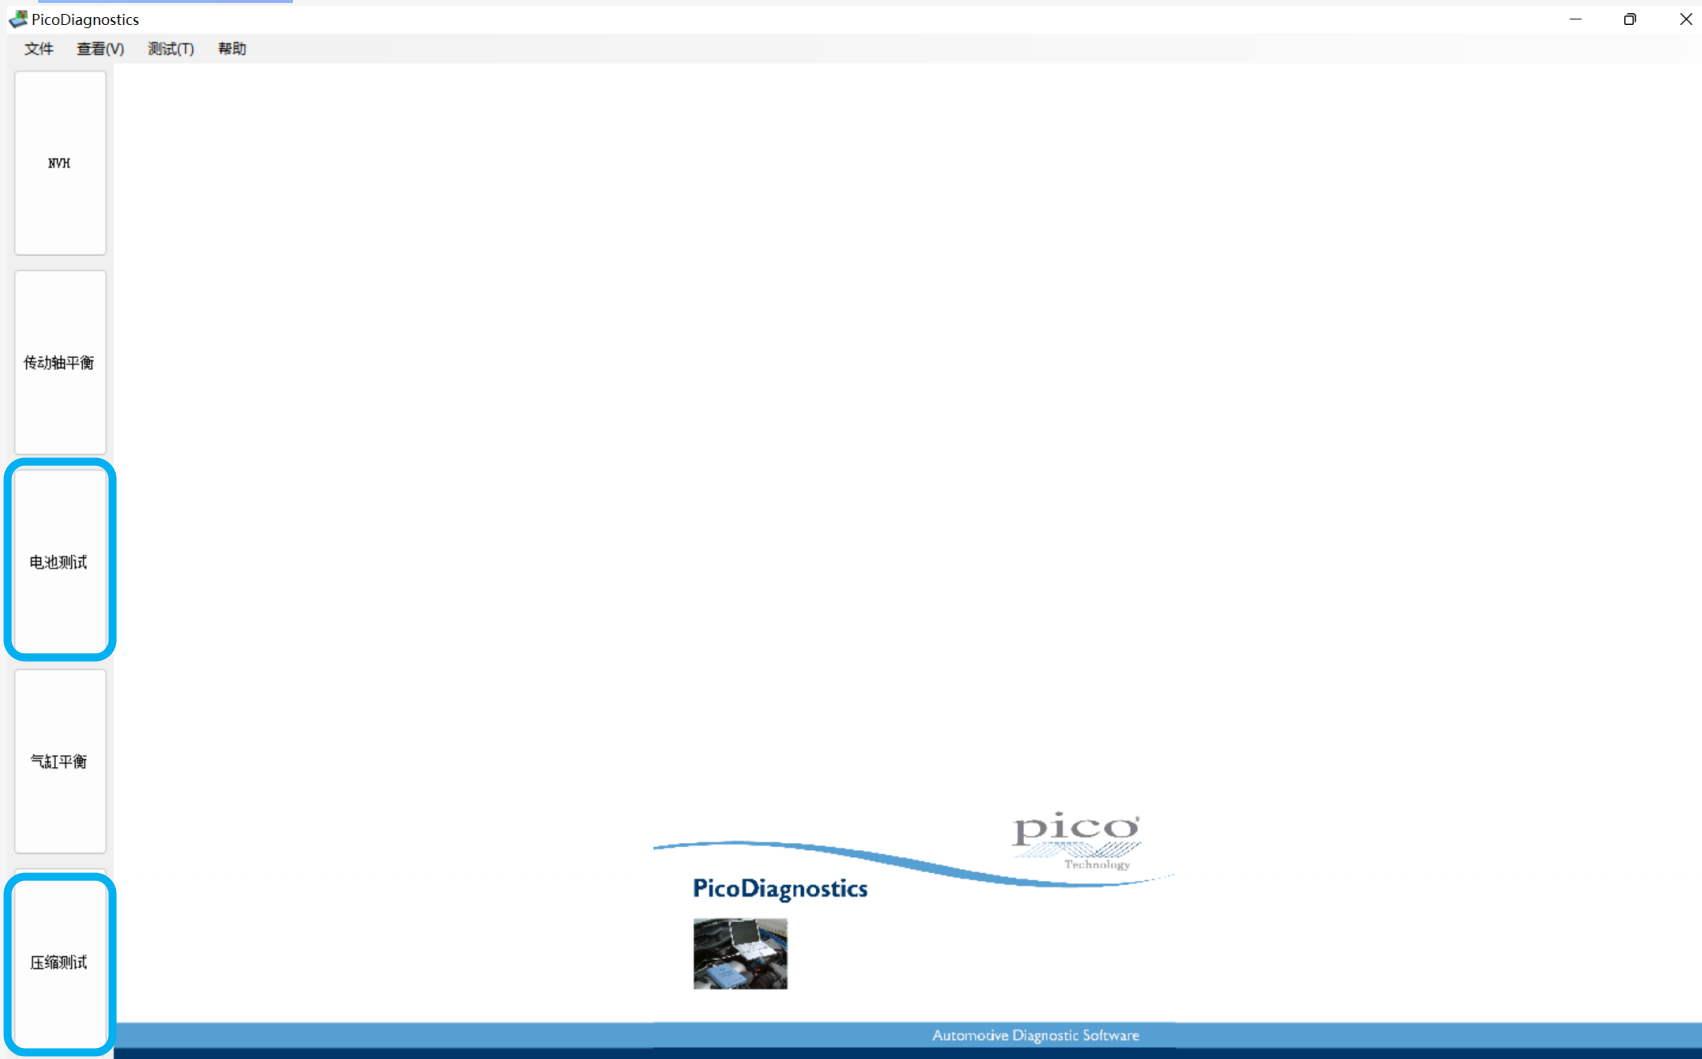 PicoDiagnostics
文件 查看(V) 测试(T) 帮助
NVH
传动轴平衡
电池测试
气缸平衡
压缩测试
pico
Technology
PicoDiagnostics
Automotive Diagnostic Software